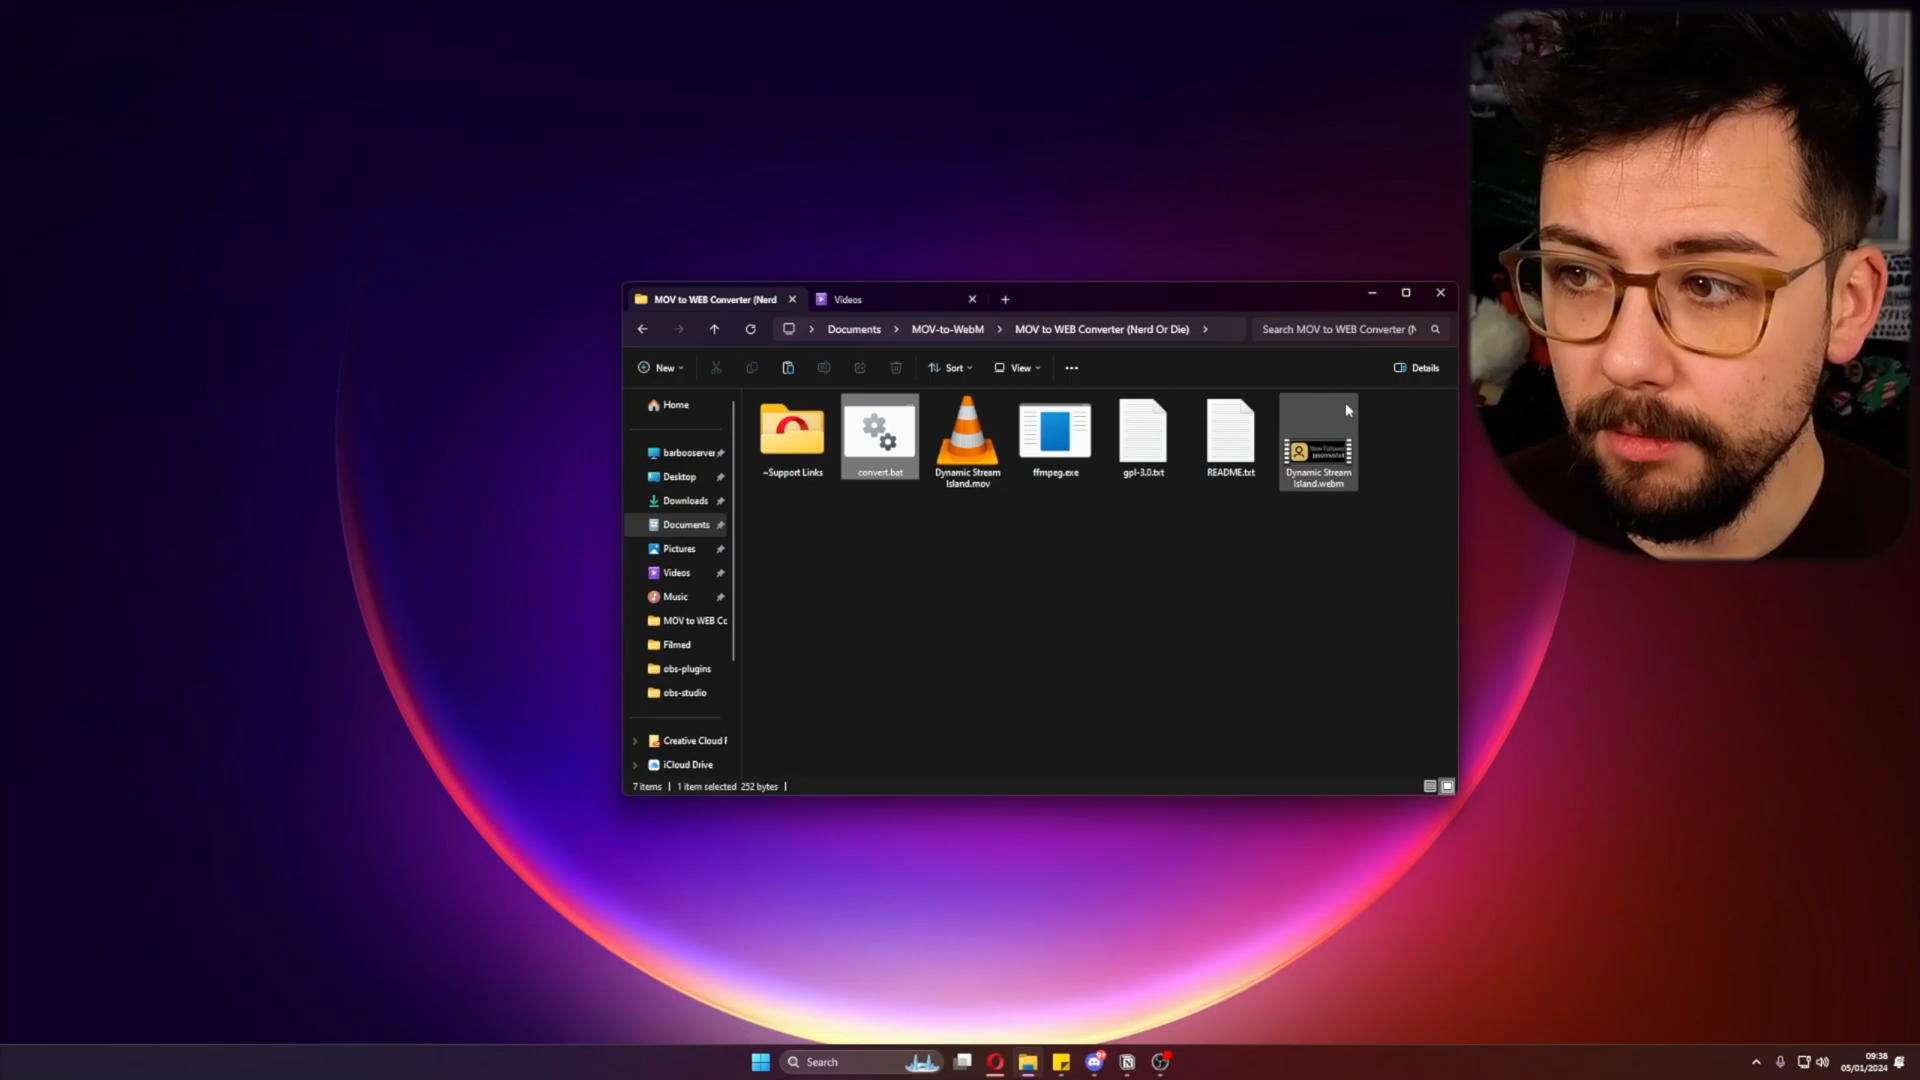 MOV to WEB Converter (Nerd
Videos
Documents > MOV-to-WebM > MOV to WEB Converter (Nerd Or Die) >
Search MOV to WEB Converter (N
New
Sort
View
Details
Home
barbooserver
Desktop
Downloads
Documents
Pictures
Videos
Music
MOV to WEB Cc
Filmed
obs-plugins
obs-studio
Creative Cloud F
iCloud Drive
~Support Links
convert.bat
Dynamic Stream
Island.mov
ffmpeg.exe
gpl-3.0.txt
README.txt
Dynamic Stream
Island.webm
7 items | 1 item selected 252 bytes |
Search
09:38
05/01/2024